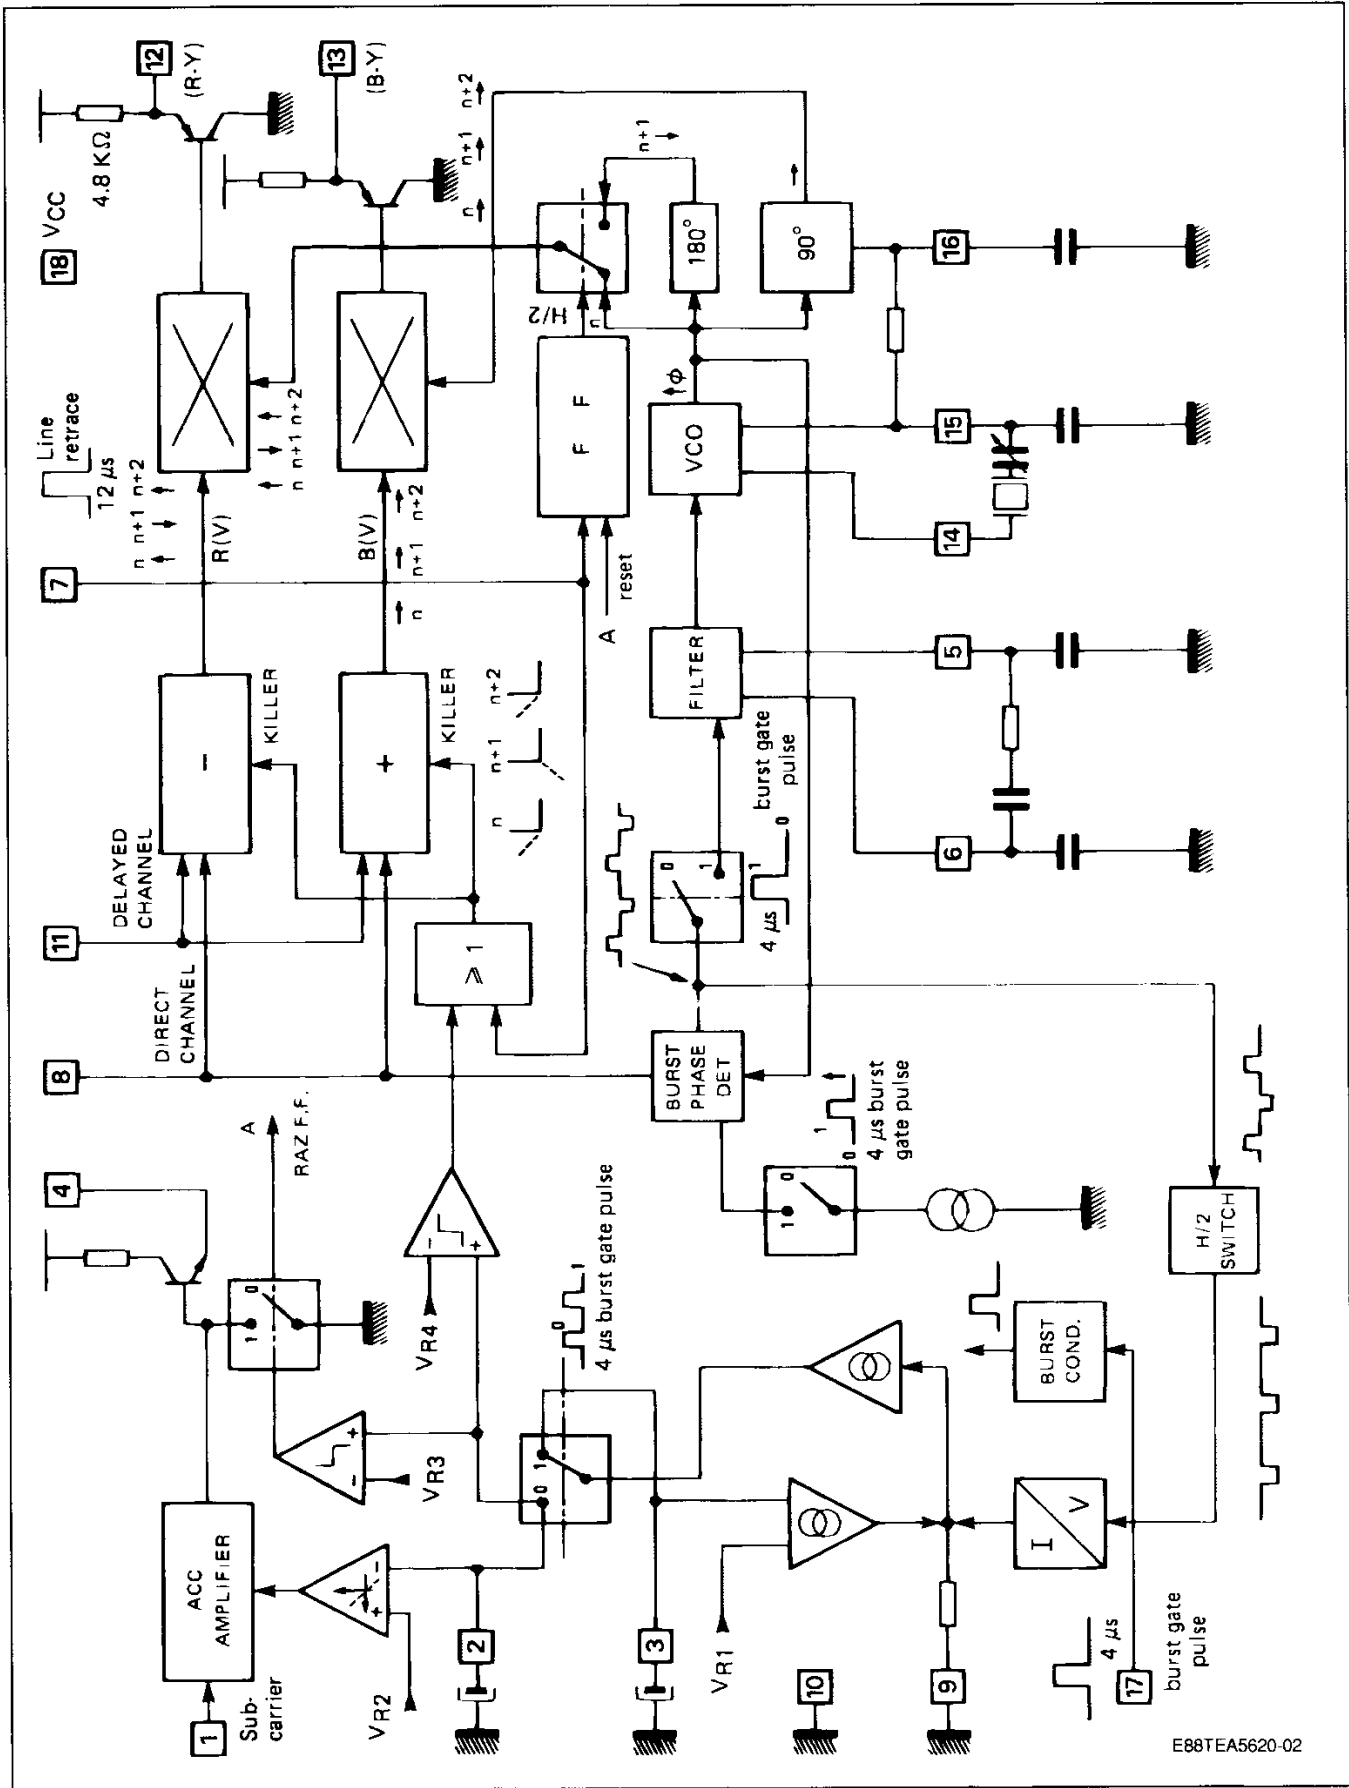 12
(R-Y)
4.8 KΩ
18
VCC
13
(B-Y)
n
n+1
n+2
n+1
180°
90°
16
H/2
n
Line
retrace
12 μs
n
n+1
n+2
R(V)
n
n+1
n+2
B(V)
n
n+1
n+2
F F
A
reset
7
Φ
VCO
15
14
-
KILLER
+
KILLER
n
n+1
n+2
FILTER
5
6
burst gate
pulse
0
1
4 μs
1
0
11
DELAYED
CHANNEL
8
DIRECT
CHANNEL
⩾ 1
BURST
PHASE
DET
1
0
1
0
4 μs burst
gate pulse
4
A
RAZ F.F.
1
0
-
+
VR4
0
1
4 μs burst gate pulse
H/2
SWITCH
BURST
COND.
ACC
AMPLIFIER
-
+
VR3
0
1
+
-
VR2
1
Sub-
carrier
2
3
VR1
10
9
I
V
4 μs
17
burst gate
pulse
E88TEA5620-02